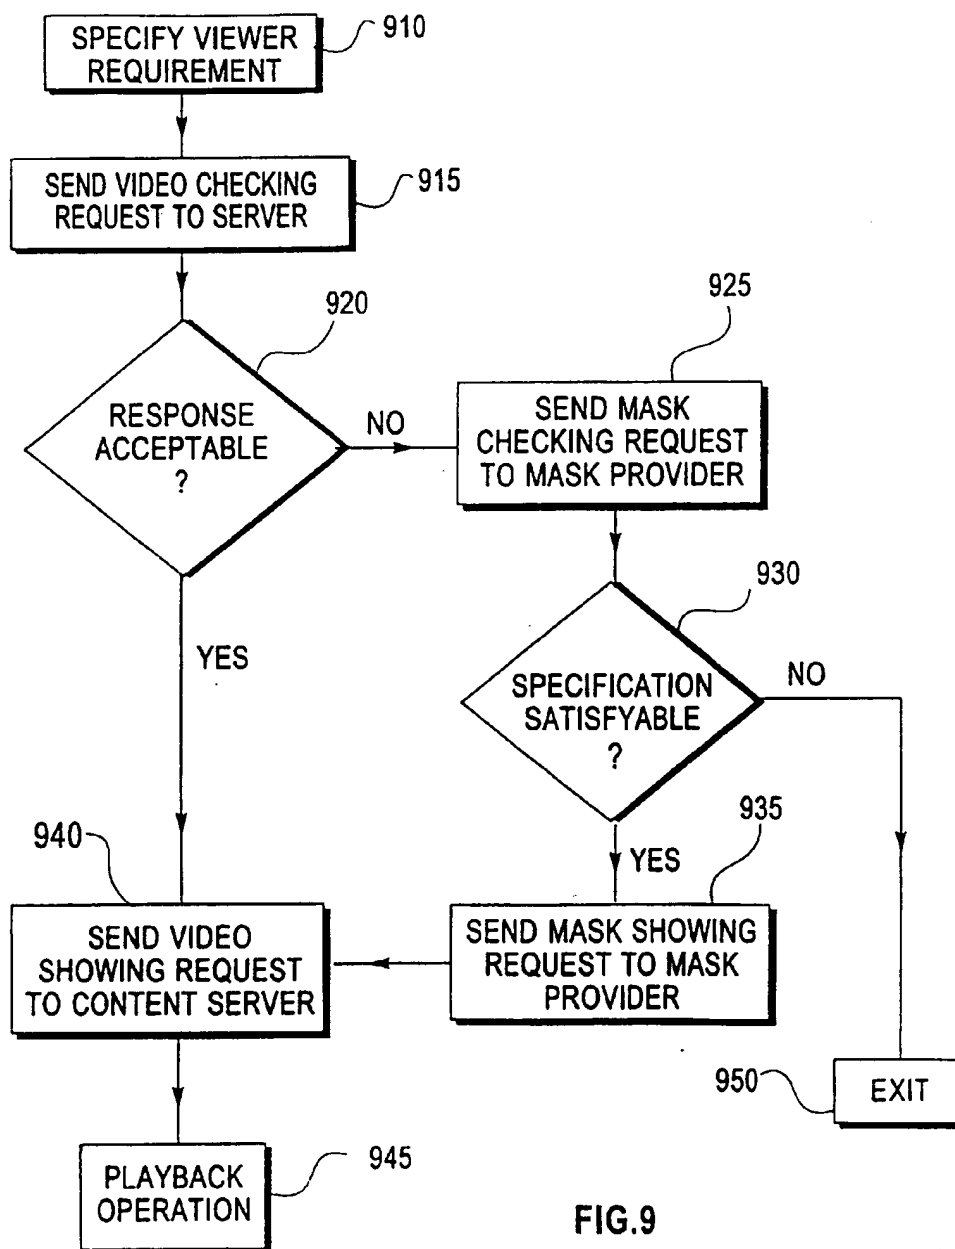 SPECIFY VIEWER
REQUIREMENT
910
SEND VIDEO CHECKING
REQUEST TO SERVER
915
920
RESPONSE
ACCEPTABLE
?
NO
925
SEND MASK
CHECKING REQUEST
TO MASK PROVIDER
930
SPECIFICATION
SATISFYABLE
?
NO
YES
YES
935
SEND MASK SHOWING
REQUEST TO MASK
PROVIDER
940
SEND VIDEO
SHOWING REQUEST
TO CONTENT SERVER
950
EXIT
PLAYBACK
OPERATION
945
FIG.9